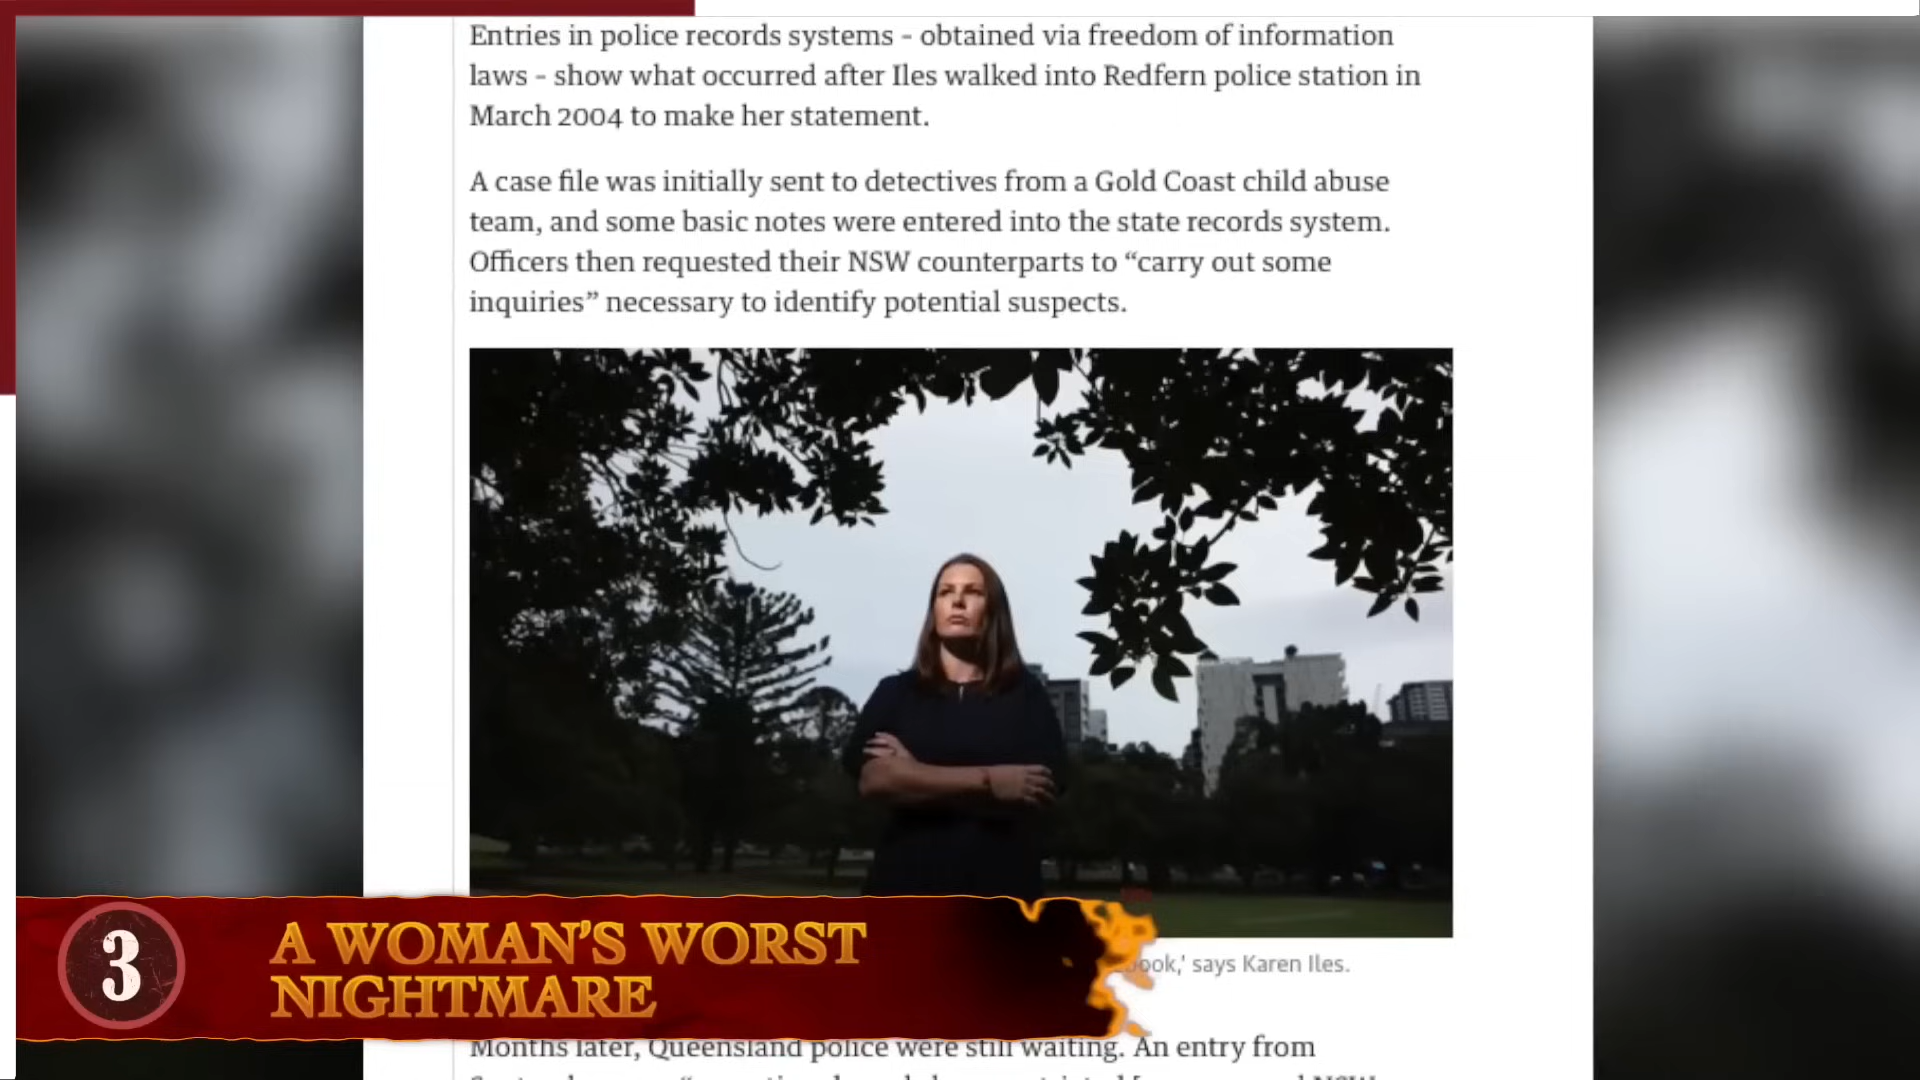 Entries in police records systems - obtained via freedom of information
laws - show what occurred after Iles walked into Redfern police station in
March 2004 to make her statement.
A case file was initially sent to detectives from a Gold Coast child abuse
team, and some basic notes were entered into the state records system.
Officers then requested their NSW counterparts to “carry out some
inquiries” necessary to identify potential suspects.
3
A WOMAN'S WORST
NIGHTMARE
says Karen Iles.
Months later, Queensland police were still waiting. An entry from